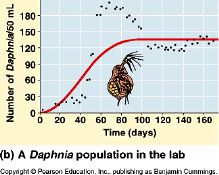 Number of Daphnia/50 mL
180
150
120
90
60
30
0
0 20 40 60 80 100 120 140 160
Time (days)
(b) A Daphnia population in the lab
Copyright © Pearson Education, Inc., publishing as Benjamin Cummings.